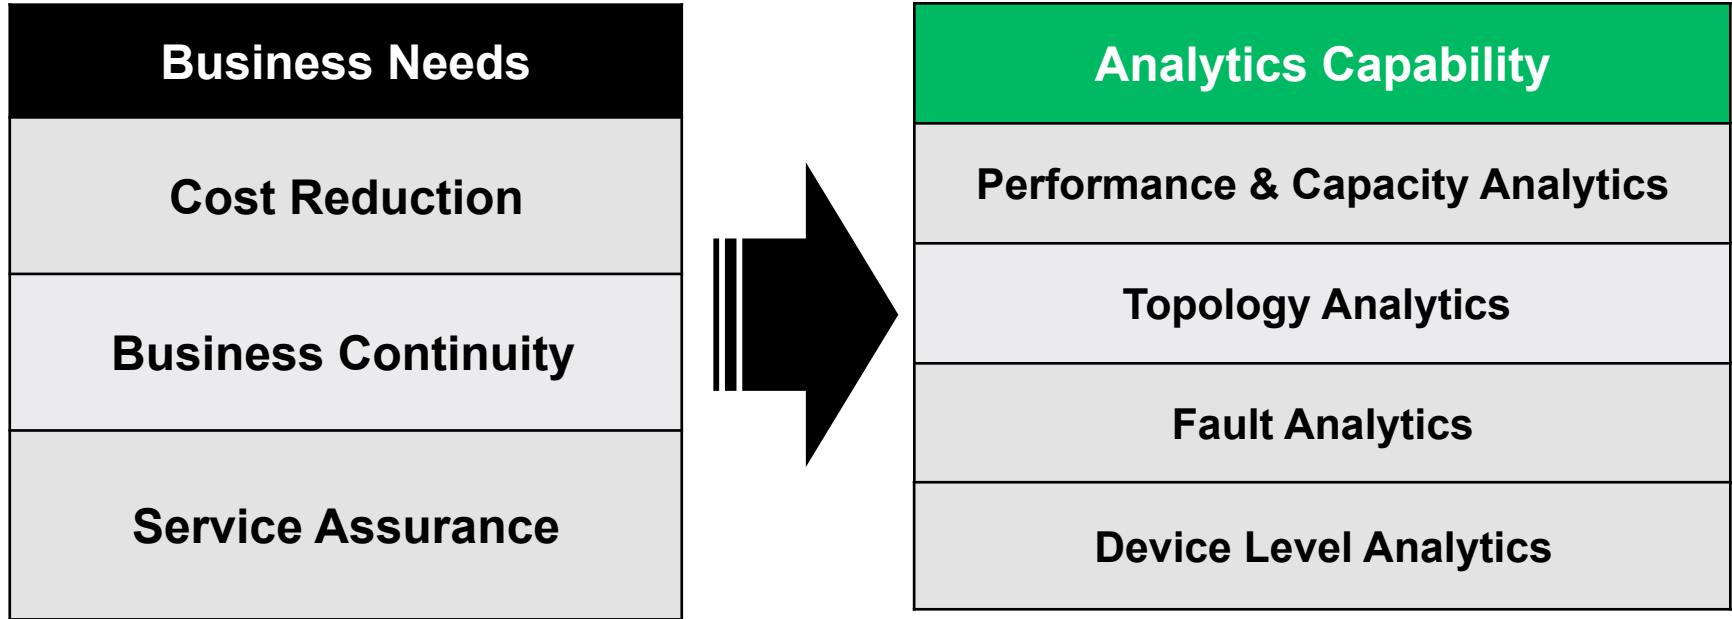 Business Needs
Cost Reduction
Business Continuity
Service Assurance
Analytics Capability
Performance & Capacity Analytics
Topology Analytics
Fault Analytics
Device Level Analytics